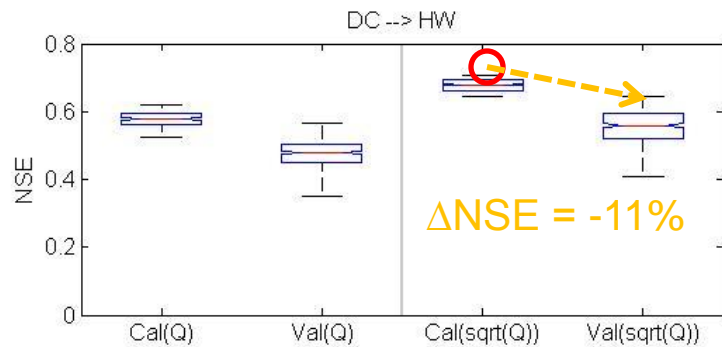 DC --> HW
NSE
0.8
0.6
0.4
0.2
0
ΔNSE = -11%
Cal(Q) Val(Q) Cal(sqrt(Q)) Val(sqrt(Q))